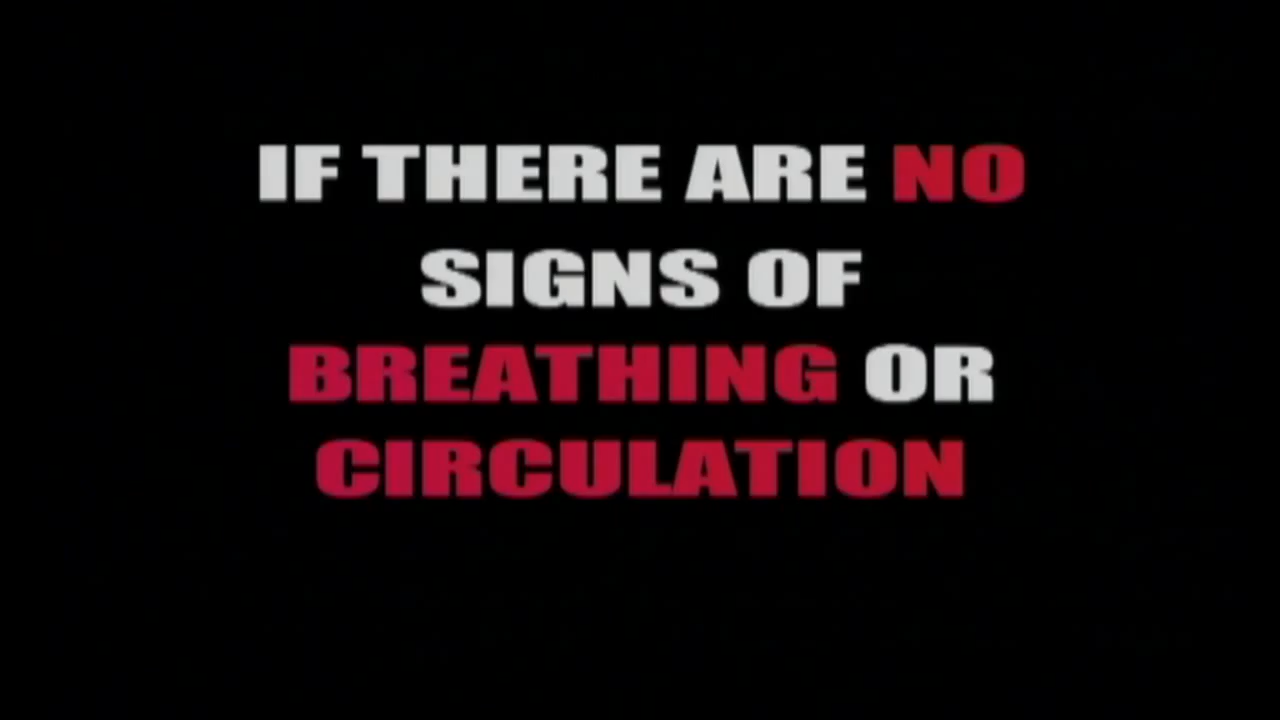 IF THERE ARE NO
SIGNS OF
BREATHING OR
CIRCULATION